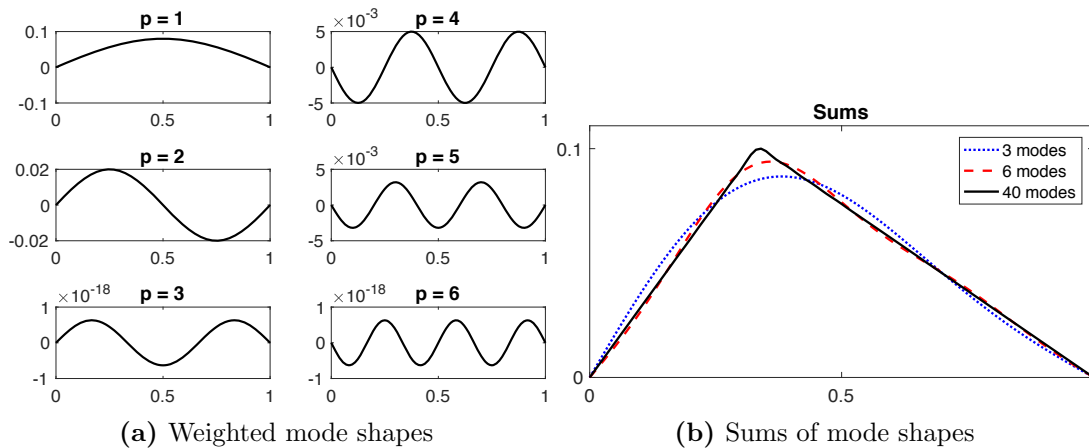 p = 1
0.1
0
-0.1
0 0.5 1
p = 2
0.02
0
-0.02
0 0.5 1
×10-18
p = 3
1
0
-1
0 0.5 1
×10-3
p = 4
5
0
-5
0 0.5 1
×10-3
p = 5
5
0
-5
0 0.5 1
×10-18
p = 6
1
0
-1
0 0.5 1
(a) Weighted mode shapes
Sums
0.1
0
0 0.5
3 modes
6 modes
40 modes
(b) Sums of mode shapes